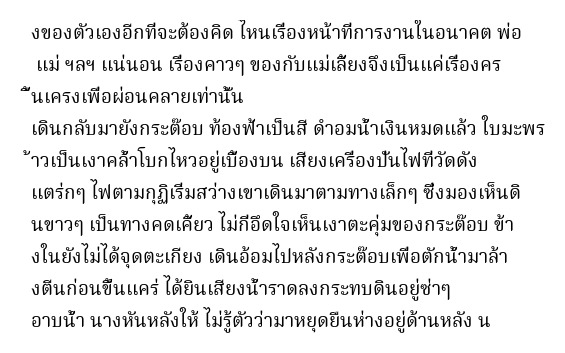 งของตัวเองอีกที่จะต้องคิด ไหนเรื่องหน้าที่การงานในอนาคต พ่อ
แม่ ฯลฯ แน่นอน เรื่องคาวๆ ของกับแม่เลี้ยงจึงเป็นแค่เรื่องคร
ื้นเครงเพื่อผ่อนคลายเท่านั้น
เดินกลับมายังกระต๊อบ ท้องฟ้าเป็นสี ดำอมน้ำเงินหมดแล้ว ใบมะพร
้าวเป็นเงาคล้ำโบกไหวอยู่เบื้องบน เสียงเครื่องปั่นไฟที่วัดดัง
แตร่กๆ ไฟตามกุฏิเริ่มสว่างเขาเดินมาตามทางเล็กๆ ซึ่งมองเห็นดิ
นขาวๆ เป็นทางคดเคี้ยว ไม่กี่อึดใจเห็นเงาตะคุ่มของกระต๊อบ ข้า
งในยังไม่ได้จุดตะเกียง เดินอ้อมไปหลังกระต๊อบเพื่อตักน้ำมาล้า
งตีนก่อนขึ้นแคร่ ได้ยินเสียงน้ำราดลงกระทบดินอยู่ซ่าๆ
อาบน้ำ นางหันหลังให้ ไม่รู้ตัวว่ามาหยุดยืนห่างอยู่ด้านหลัง น